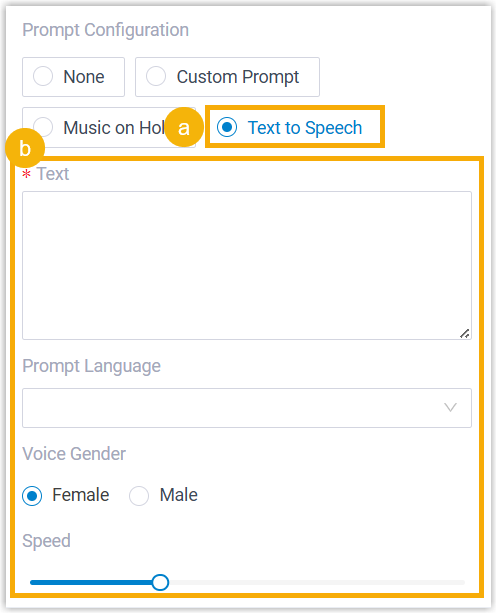 Prompt Configuration
None Custom Prompt
Music on Hol a Text to Speech
b
* Text
Prompt Language
Voice Gender
Female Male
Speed